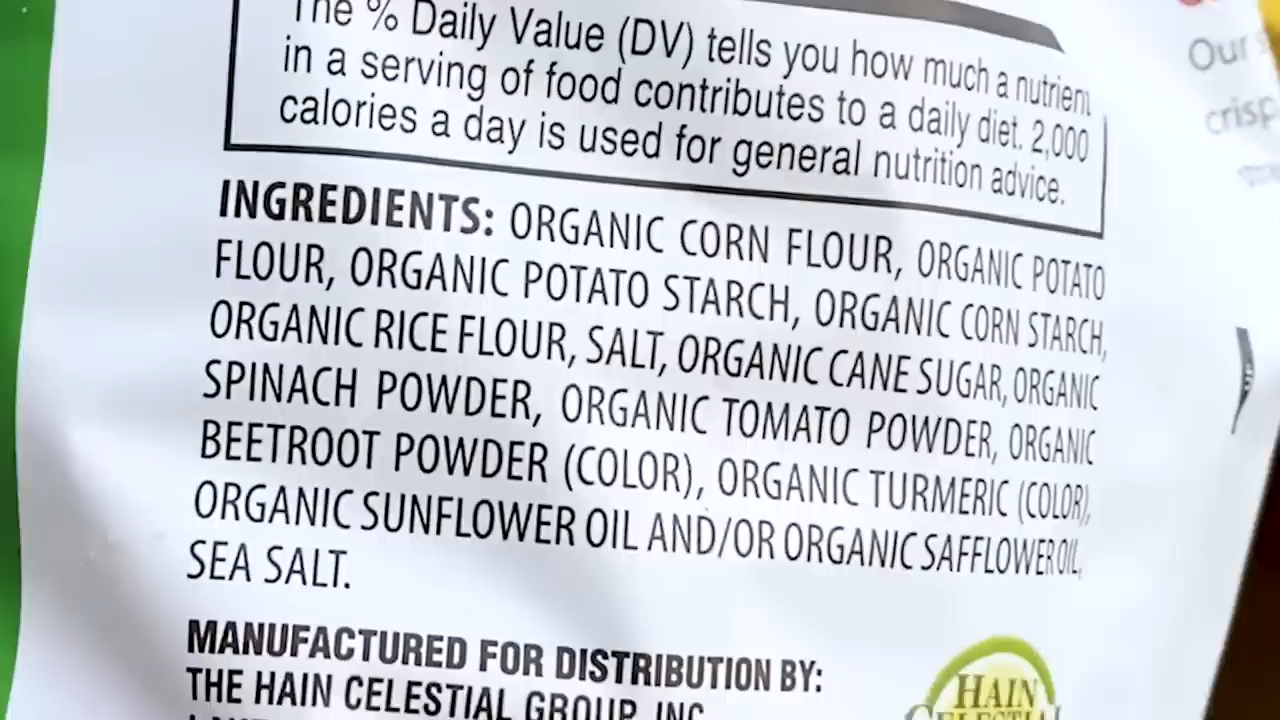 The % Daily Value (DV) tells you how much a nutrient
in a serving of food contributes to a daily diet. 2,000
calories a day is used for general nutrition advice.
INGREDIENTS: ORGANIC CORN FLOUR, ORGANIC POTATO
FLOUR, ORGANIC POTATO STARCH, ORGANIC CORN STARCH,
ORGANIC RICE FLOUR, SALT, ORGANIC CANE SUGAR, ORGANIC
SPINACH POWDER, ORGANIC TOMATO POWDER, ORGANIC
BEETROOT POWDER (COLOR), ORGANIC TURMERIC (COLOR),
ORGANIC SUNFLOWER OIL AND/OR ORGANIC SAFFLOWER OIL,
SEA SALT.
MANUFACTURED FOR DISTRIBUTION BY:
THE HAIN CELESTIAL GROUP, INC.
HAIN
CELESTIAL
Our
crisp